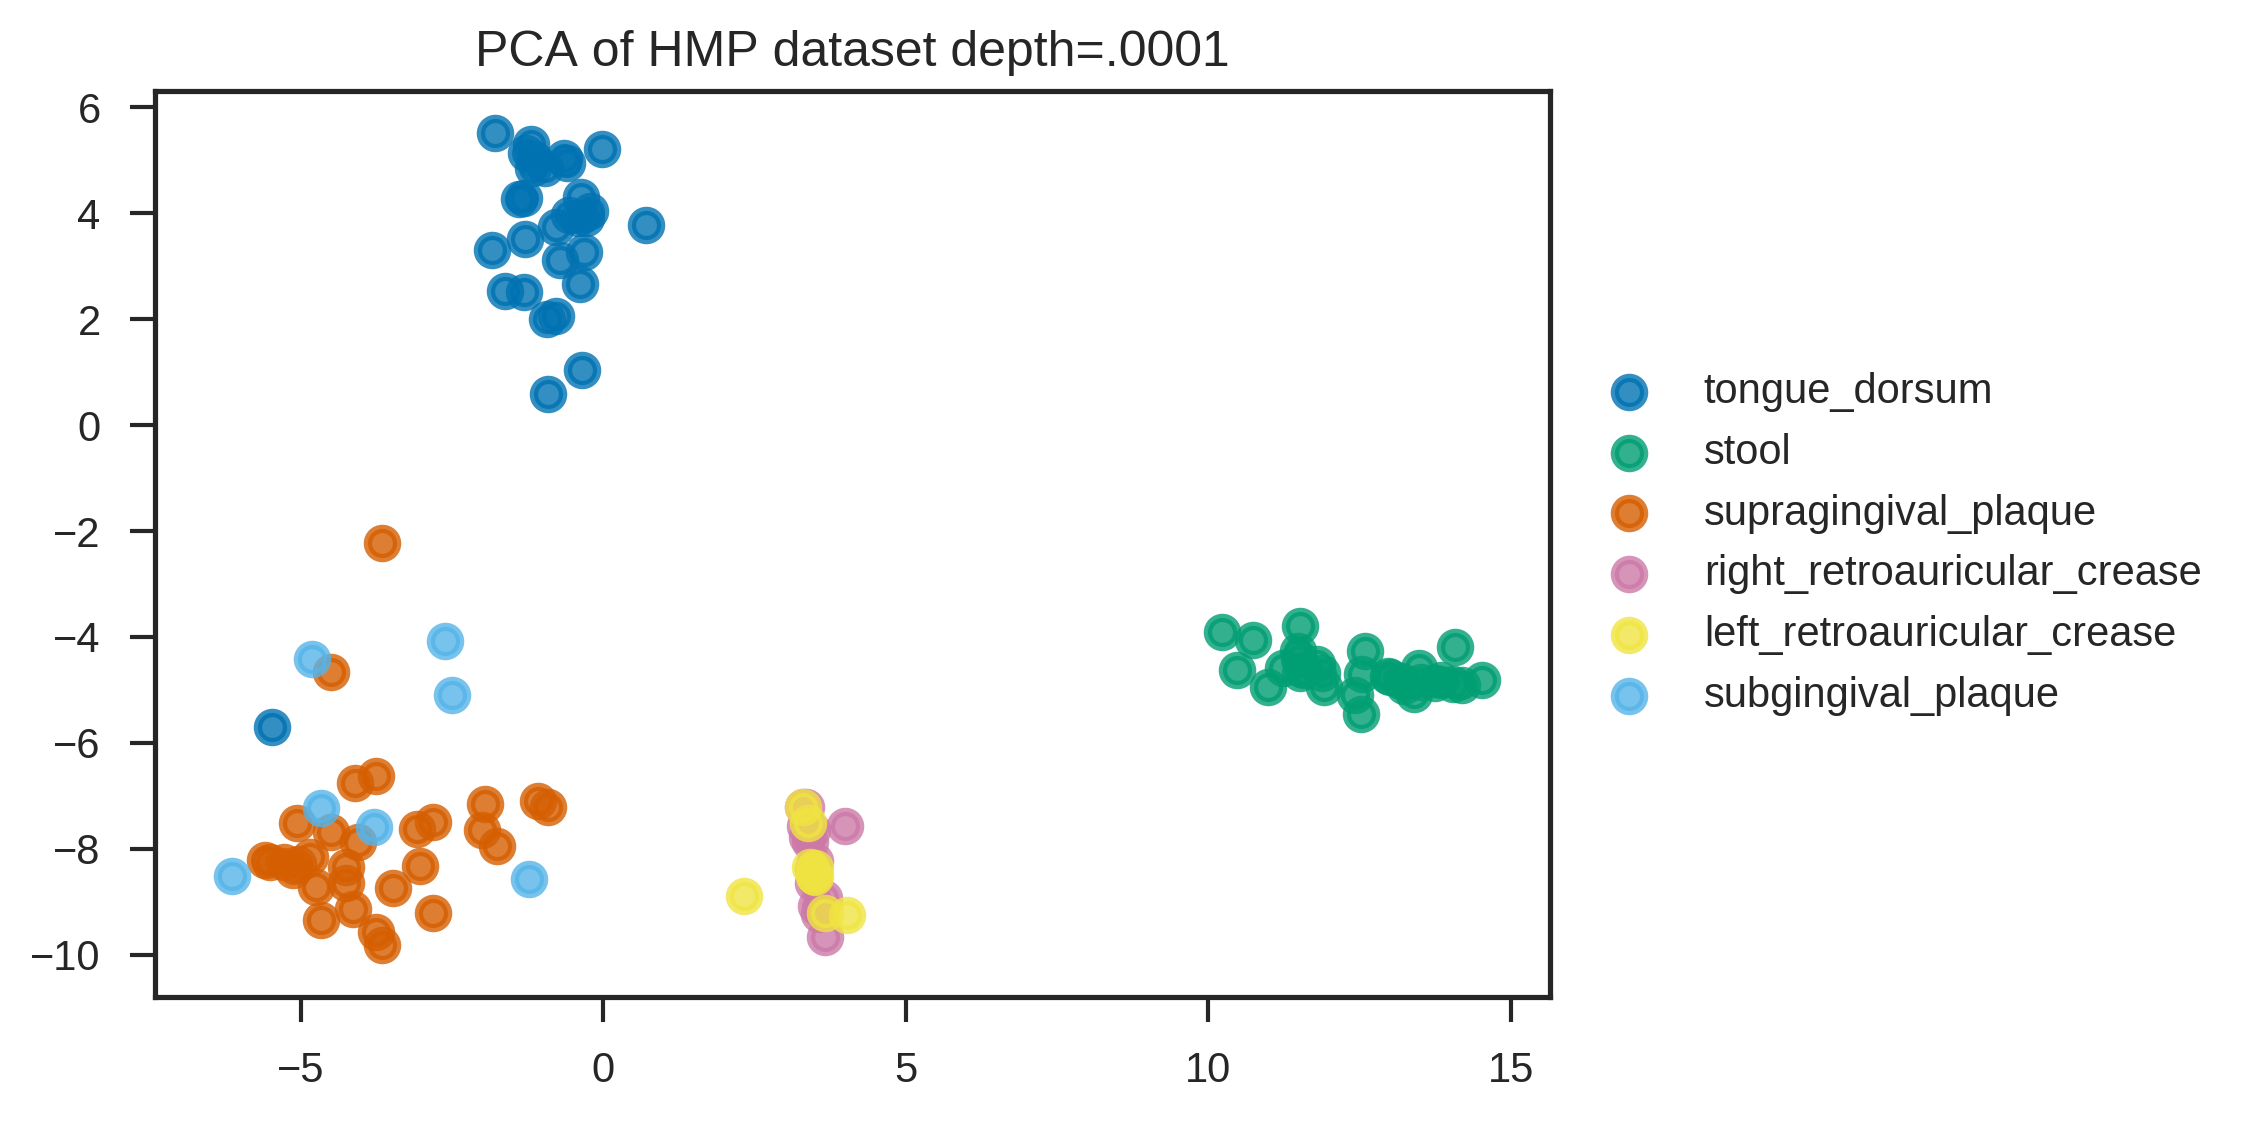 PCA of HMP dataset depth=.0001
6
4
2
0
−2
−4
−6
−8
−10
−5 0 5 10 15
tongue_dorsum
stool
supragingival_plaque
right_retroauricular_crease
left_retroauricular_crease
subgingival_plaque